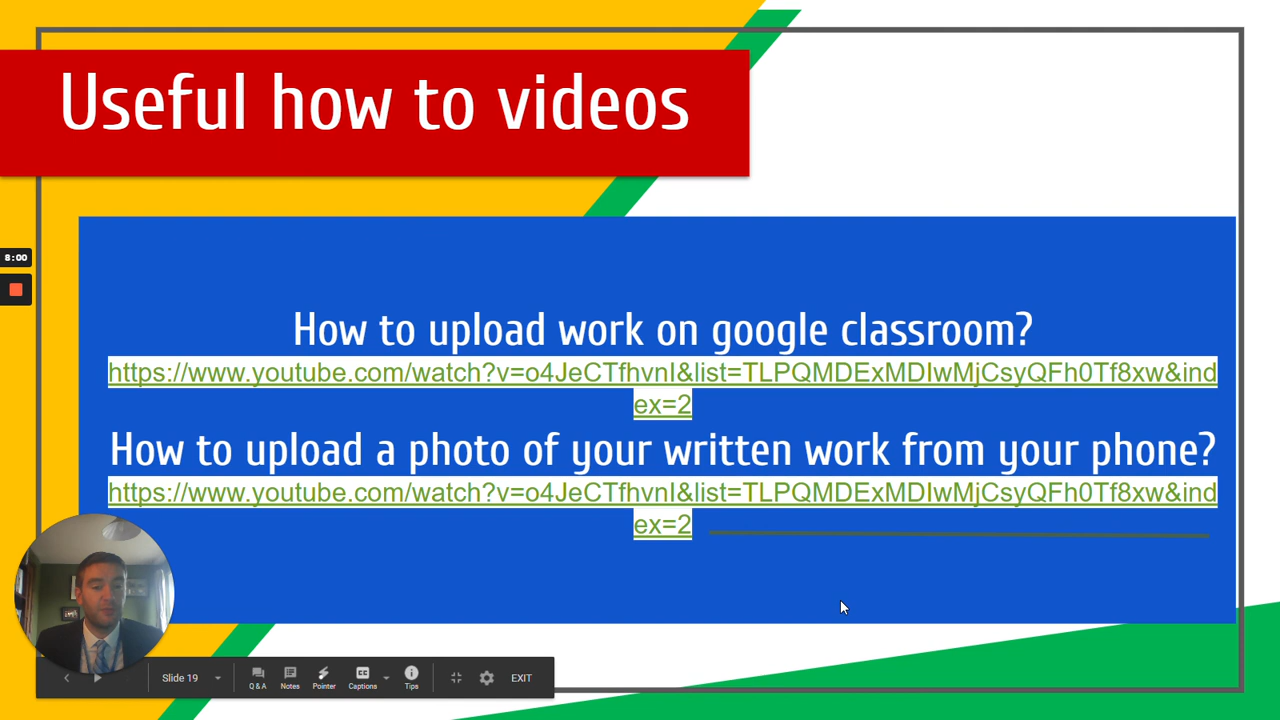 Useful how to videos
8:00
How to upload work on google classroom?
https://www.youtube.com/watch?v=o4JeCTfhvnI&list=TLPQMDExMDIwMjCsyQFh0Tf8xw&ind
ex=2
How to upload a photo of your written work from your phone?
https://www.youtube.com/watch?v=o4JeCTfhvnI&list=TLPQMDExMDIwMjCsyQFh0Tf8xw&ind
ex=2
Slide 19 Q & A Notes Pointer CC Captions Tips EXIT